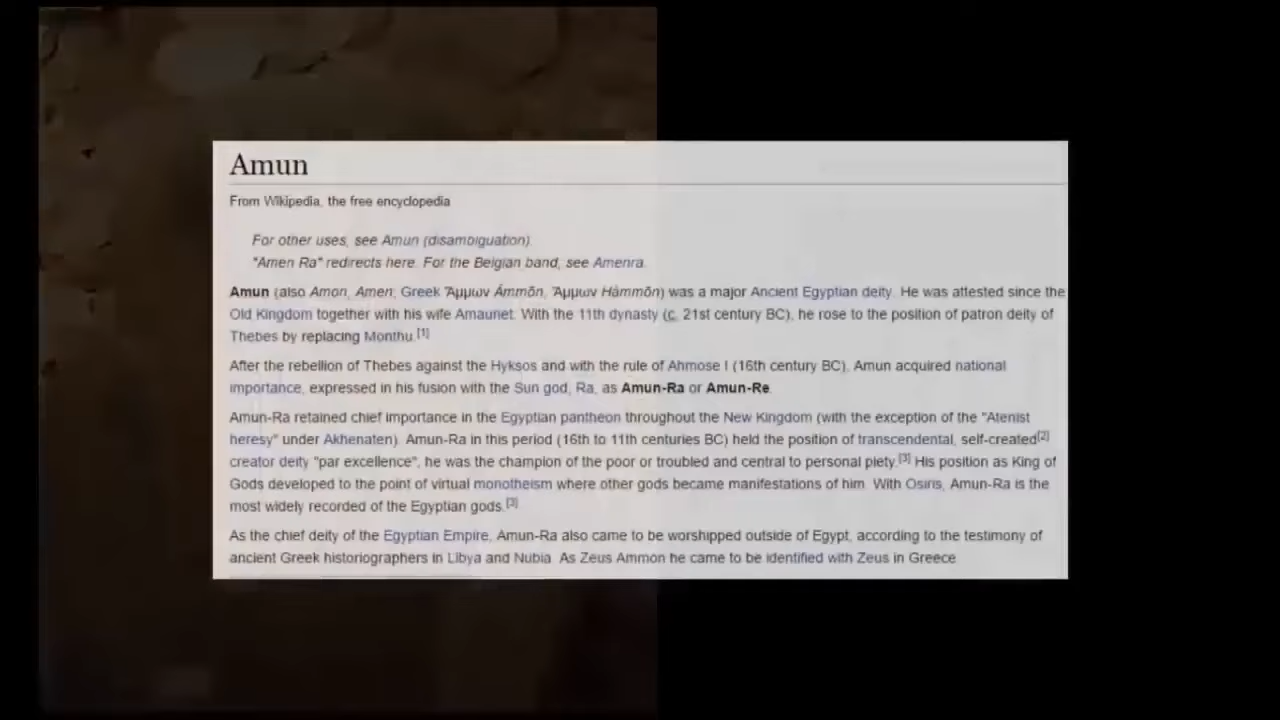 Amun
From Wikipedia, the free encyclopedia
For other uses, see Amun (disambiguation).
"Amen Ra" redirects here. For the Belgian band, see Amenra.
Amun (also Amon, Amen; Greek Ἄμμων Ámmōn, Ἅμμων Hámmōn) was a major Ancient Egyptian deity. He was attested since the
Old Kingdom together with his wife Amaunet. With the 11th dynasty (c. 21st century BC), he rose to the position of patron deity of
Thebes by replacing Monthu.[1]
After the rebellion of Thebes against the Hyksos and with the rule of Ahmose I (16th century BC), Amun acquired national
importance, expressed in his fusion with the Sun god, Ra, as Amun-Ra or Amun-Re.
Amun-Ra retained chief importance in the Egyptian pantheon throughout the New Kingdom (with the exception of the "Atenist
heresy" under Akhenaten). Amun-Ra in this period (16th to 11th centuries BC) held the position of transcendental, self-created[2]
creator deity "par excellence", he was the champion of the poor or troubled and central to personal piety.[3] His position as King of
Gods developed to the point of virtual monotheism where other gods became manifestations of him. With Osiris, Amun-Ra is the
most widely recorded of the Egyptian gods.[3]
As the chief deity of the Egyptian Empire, Amun-Ra also came to be worshipped outside of Egypt, according to the testimony of
ancient Greek historiographers in Libya and Nubia. As Zeus Ammon he came to be identified with Zeus in Greece